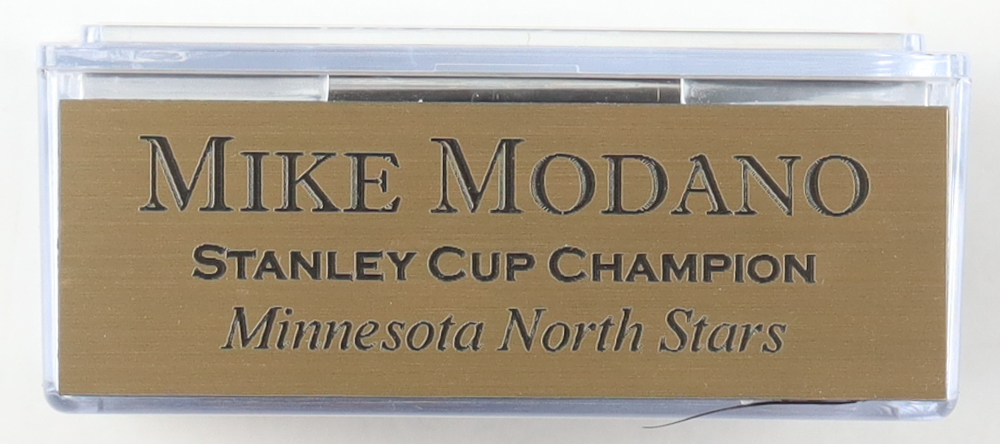 MIKE MODANO
STANLEY CUP CHAMPION
Minnesota North Stars